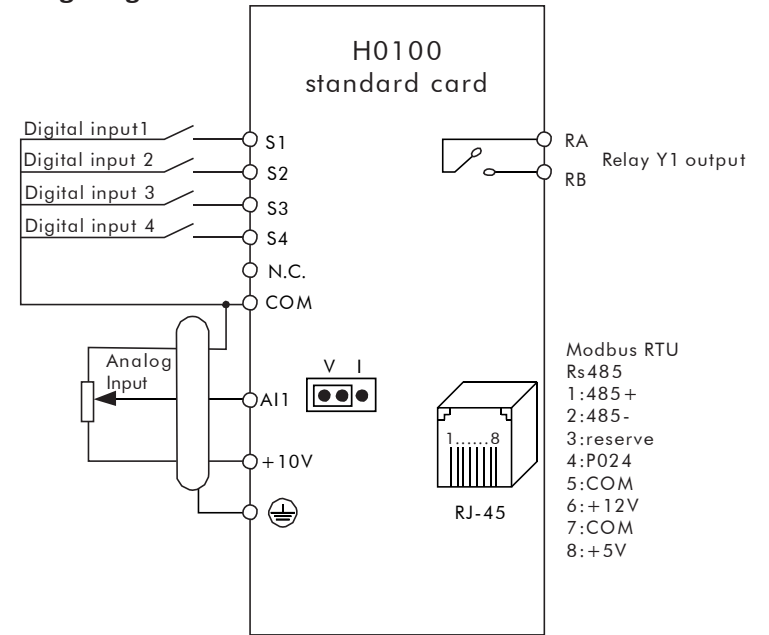 H0100
standard card
Digital input1
S1
Digital input 2
S2
Digital input 3
S3
Digital input 4
S4
N.C.
COM
Analog
Input
AI1
+10V
V I
RA
Relay Y1 output
RB
1......8
RJ-45
Modbus RTU
Rs485
1:485+
2:485-
3:reserve
4:P024
5:COM
6:+12V
7:COM
8:+5V